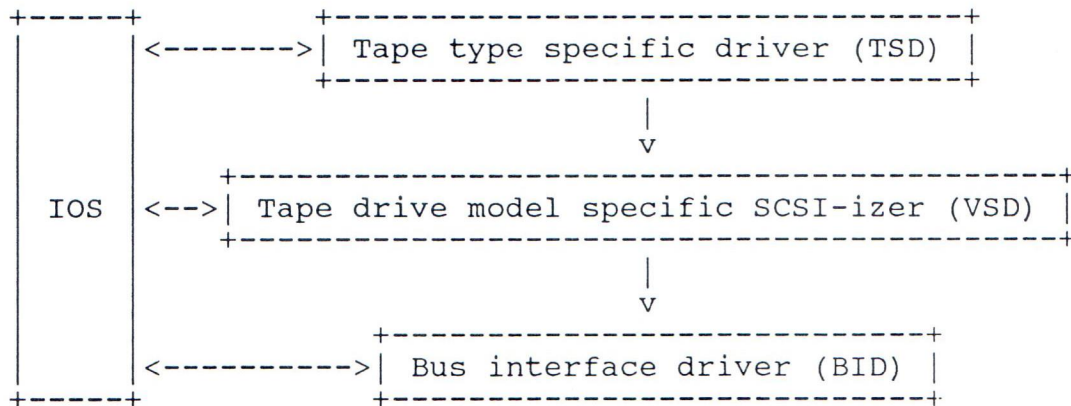 Tape type specific driver (TSD)
IOS
Tape drive model specific SCSI-izer (VSD)
Bus interface driver (BID)